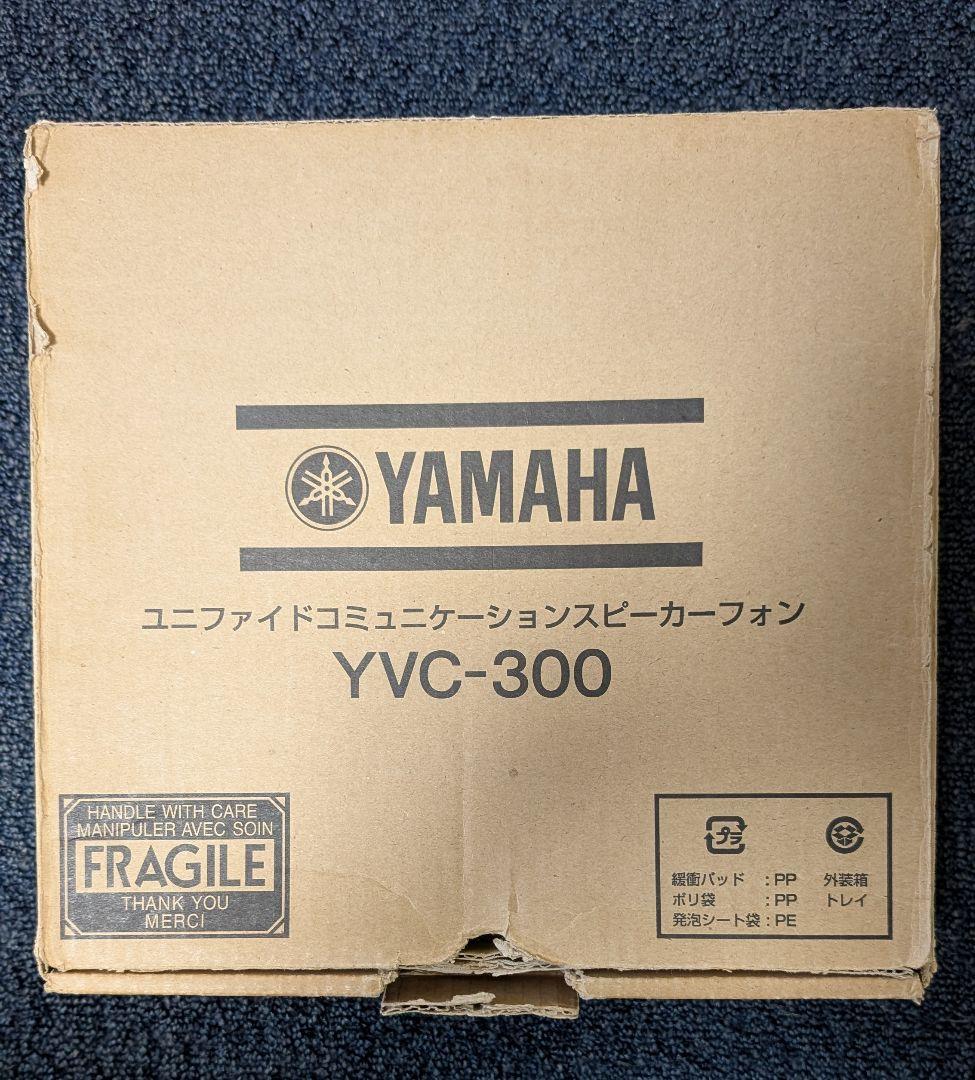 YAMAHA
ユニファイドコミュニケーションスピーカーフォン
YVC-300
HANDLE WITH CARE
MANIPULER AVEC SOIN
FRAGILE
THANK YOU
MERCI
プラ
緩衝パッド : PP 外装箱
ポリ袋 : PP トレイ
発泡シート袋 : PE